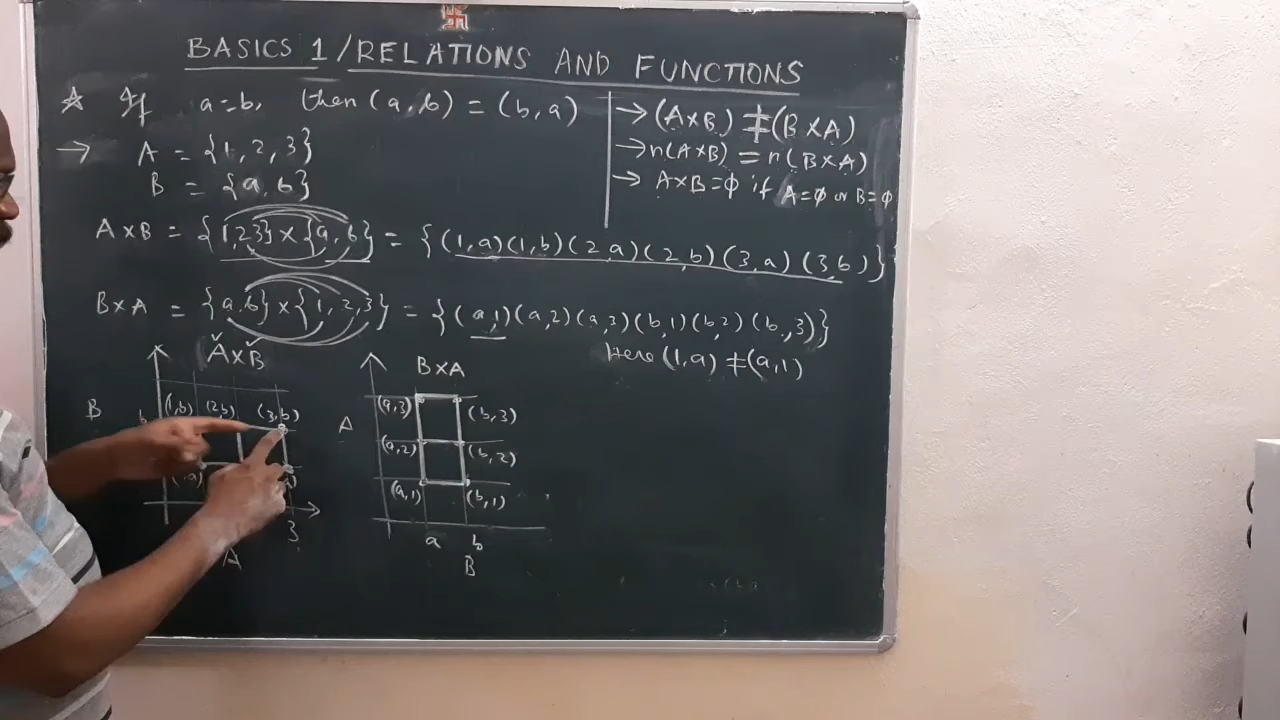 BASICS 1 / RELATIONS AND FUNCTIONS
If a=b, then (a,b) = (b,a)
→ A = {1, 2, 3}
B = {a, b}
→ (A×B) ≠ (B×A)
→ n(A×B) = n(B×A)
→ A×B=ϕ if A=ϕ or B=ϕ
A×B = {1,2,3} × {a,b} = {(1,a)(1,b)(2,a)(2,b)(3,a)(3,b)}
B×A = {a,b} × {1,2,3} = {(a,1)(a,2)(a,3)(b,1)(b,2)(b,3)}
Here (1,a) ≠ (a,1)
A×B
B
(1,b) (2,b) (3,b)
3
A
B×A
A
(a,3) (b,3)
(a,2) (b,2)
(a,1) (b,1)
a b
B